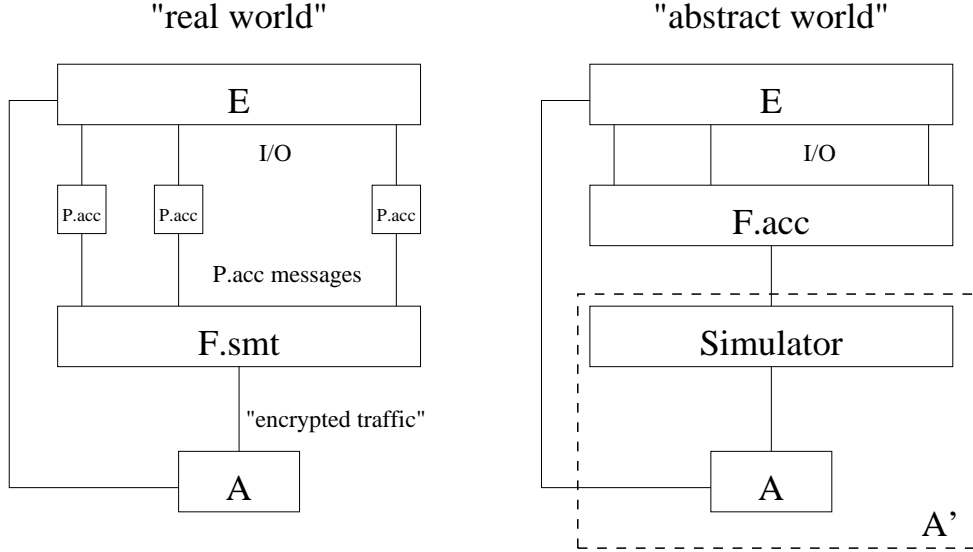 "real world"
E
I/O
P.acc P.acc P.acc
P.acc messages
F.smt
"encrypted traffic"
A
"abstract world"
E
I/O
F.acc
Simulator
A
A'